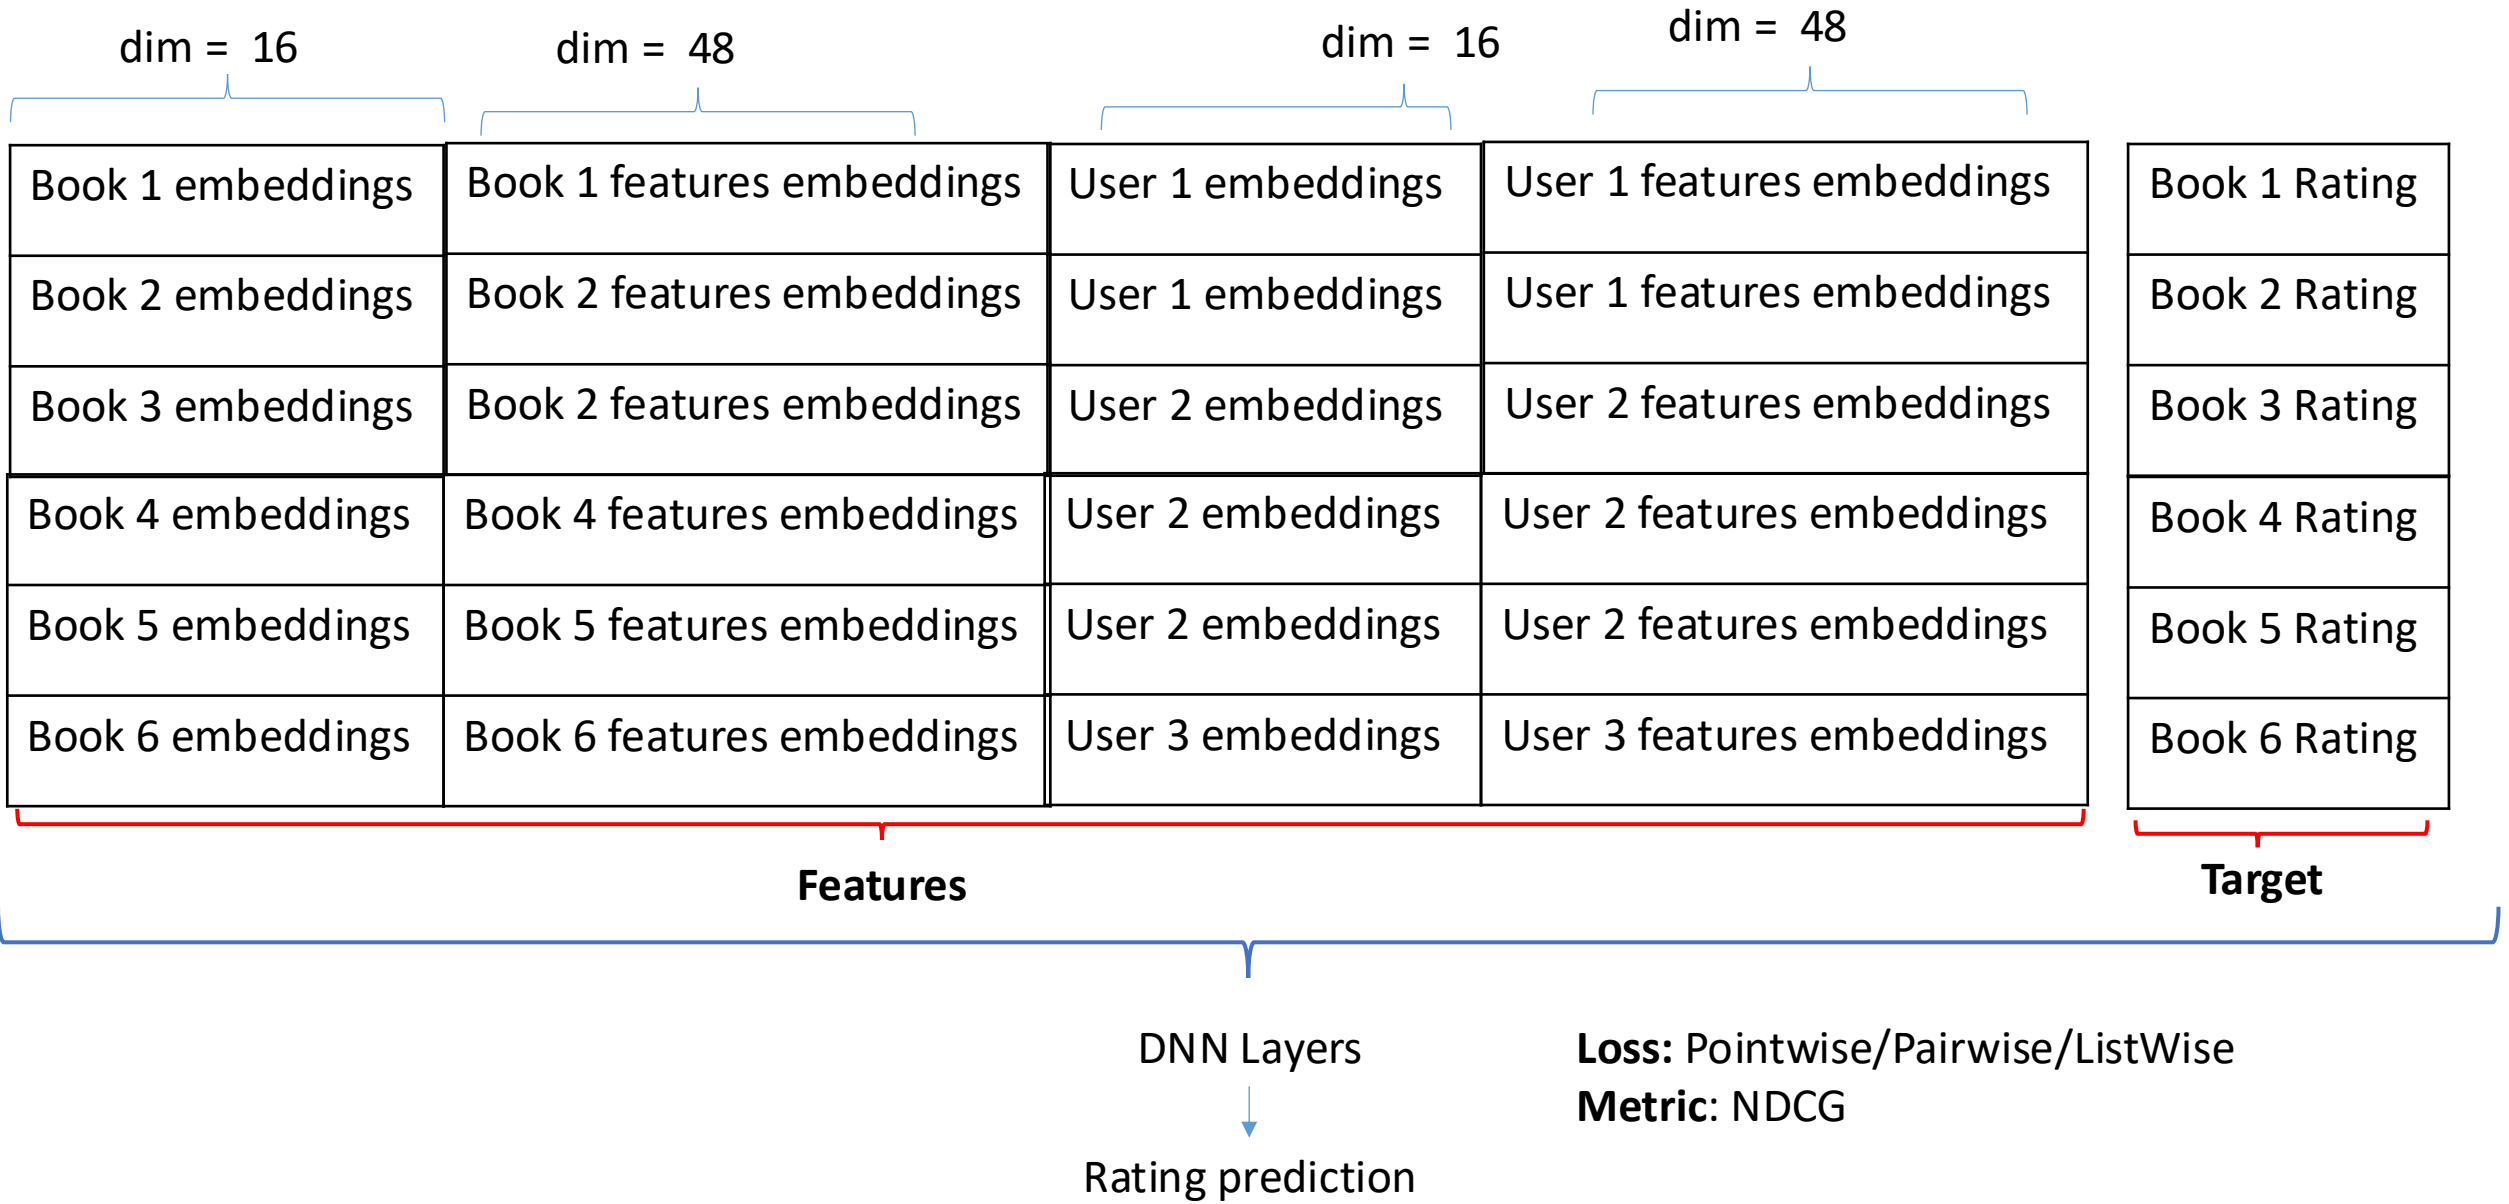 dim =  16
dim =  48
dim =  16
dim =  48
Book 1 embeddings
Book 1 features embeddings
User 1 embeddings
User 1 features embeddings
Book 1 Rating
Book 2 embeddings
Book 2 features embeddings
User 1 embeddings
User 1 features embeddings
Book 2 Rating
Book 3 embeddings
Book 2 features embeddings
User 2 embeddings
User 2 features embeddings
Book 3 Rating
Book 4 embeddings
Book 4 features embeddings
User 2 embeddings
User 2 features embeddings
Book 4 Rating
Book 5 embeddings
Book 5 features embeddings
User 2 embeddings
User 2 features embeddings
Book 5 Rating
Book 6 embeddings
Book 6 features embeddings
User 3 embeddings
User 3 features embeddings
Book 6 Rating
Features
Target
DNN Layers
Loss: Pointwise/Pairwise/ListWise
Metric: NDCG
Rating prediction